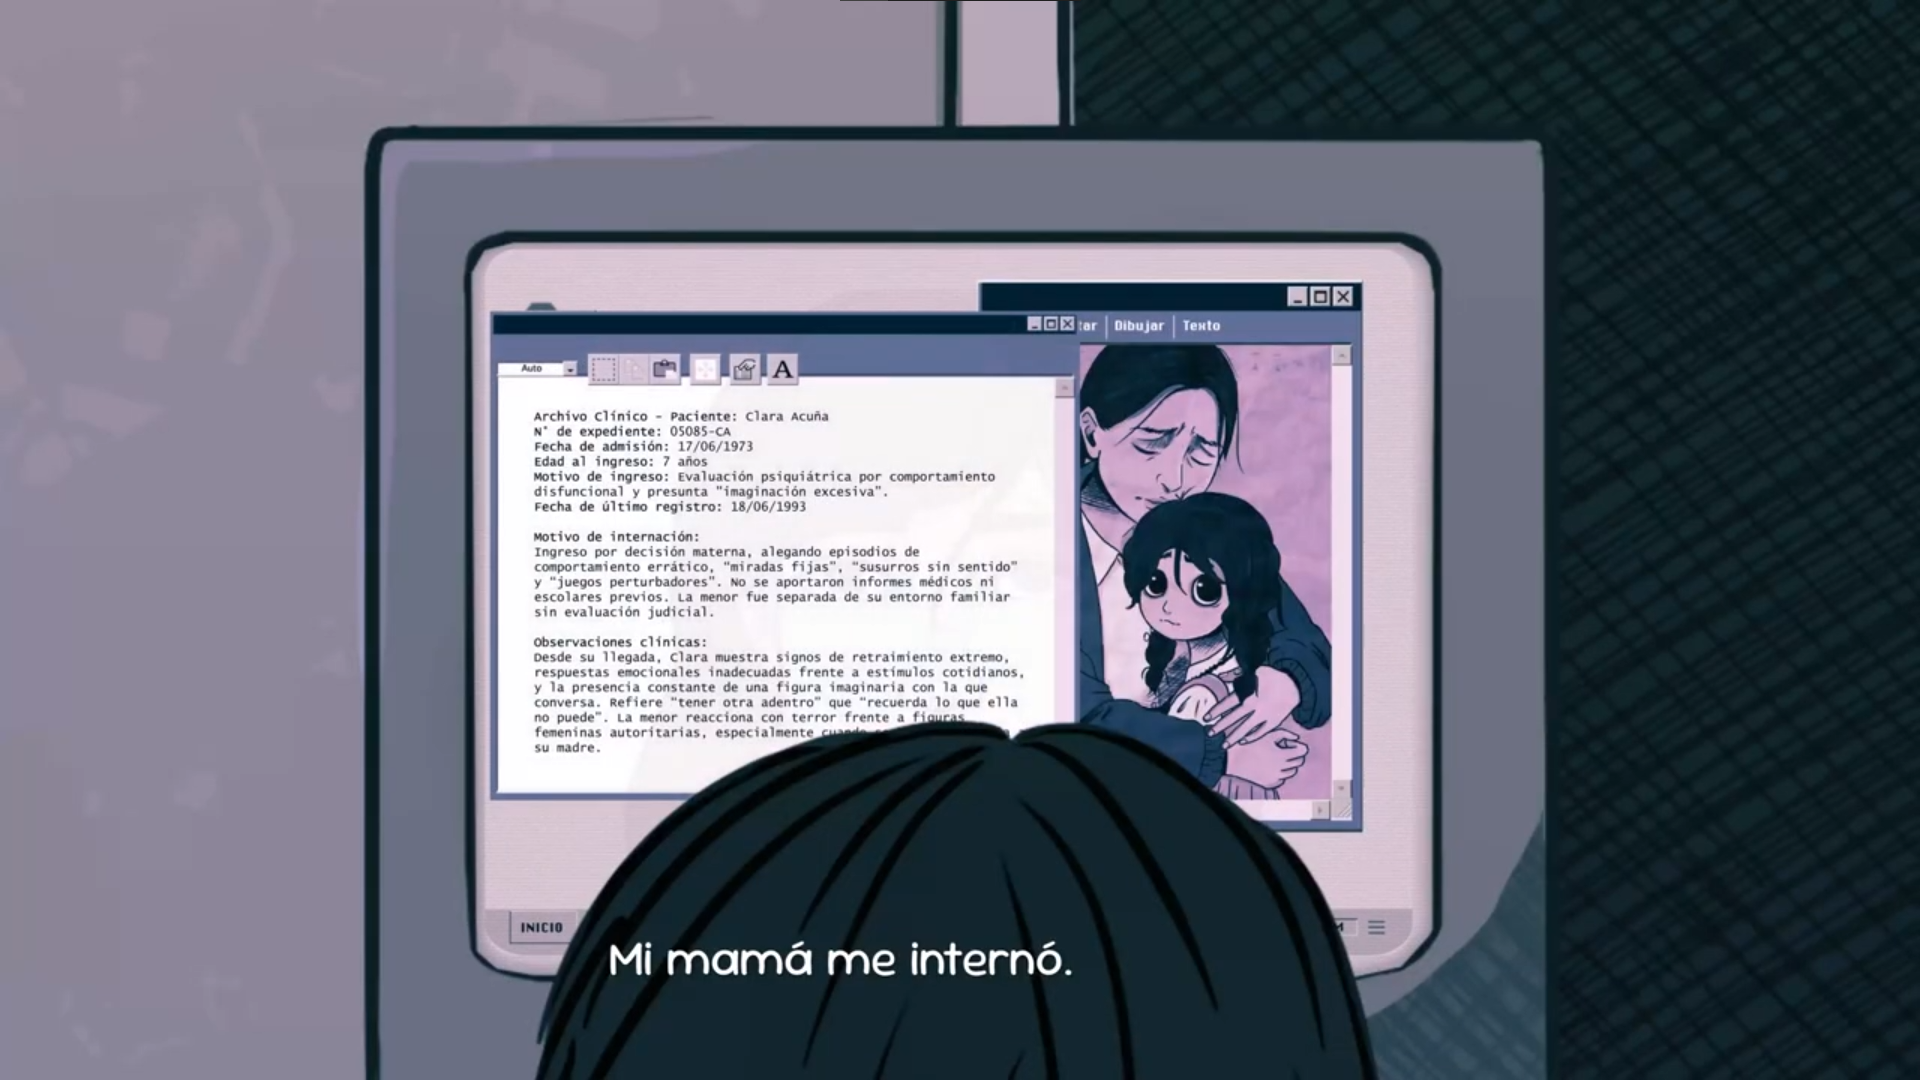 tar Dibujar Texto
Auto
A
Archivo Clínico - Paciente: Clara Acuña
N° de expediente: 05085-CA
Fecha de admisión: 17/06/1973
Edad al ingreso: 7 años
Motivo de ingreso: Evaluación psiquiátrica por comportamiento
disfuncional y presunta "imaginación excesiva".
Fecha de último registro: 18/06/1993
Motivo de internación:
Ingreso por decisión materna, alegando episodios de
comportamiento errático, "miradas fijas", "susurros sin sentido"
y "juegos perturbadores". No se aportaron informes médicos ni
escolares previos. La menor fue separada de su entorno familiar
sin evaluación judicial.
Observaciones clínicas:
Desde su llegada, Clara muestra signos de retraimiento extremo,
respuestas emocionales inadecuadas frente a estímulos cotidianos,
y la presencia constante de una figura imaginaria con la que
conversa. Refiere "tener otra adentro" que "recuerda lo que ella
no puede". La menor reacciona con terror frente a figuras
femeninas autoritarias, especialmente
su madre.
INICIO
Mi mamá me internó.